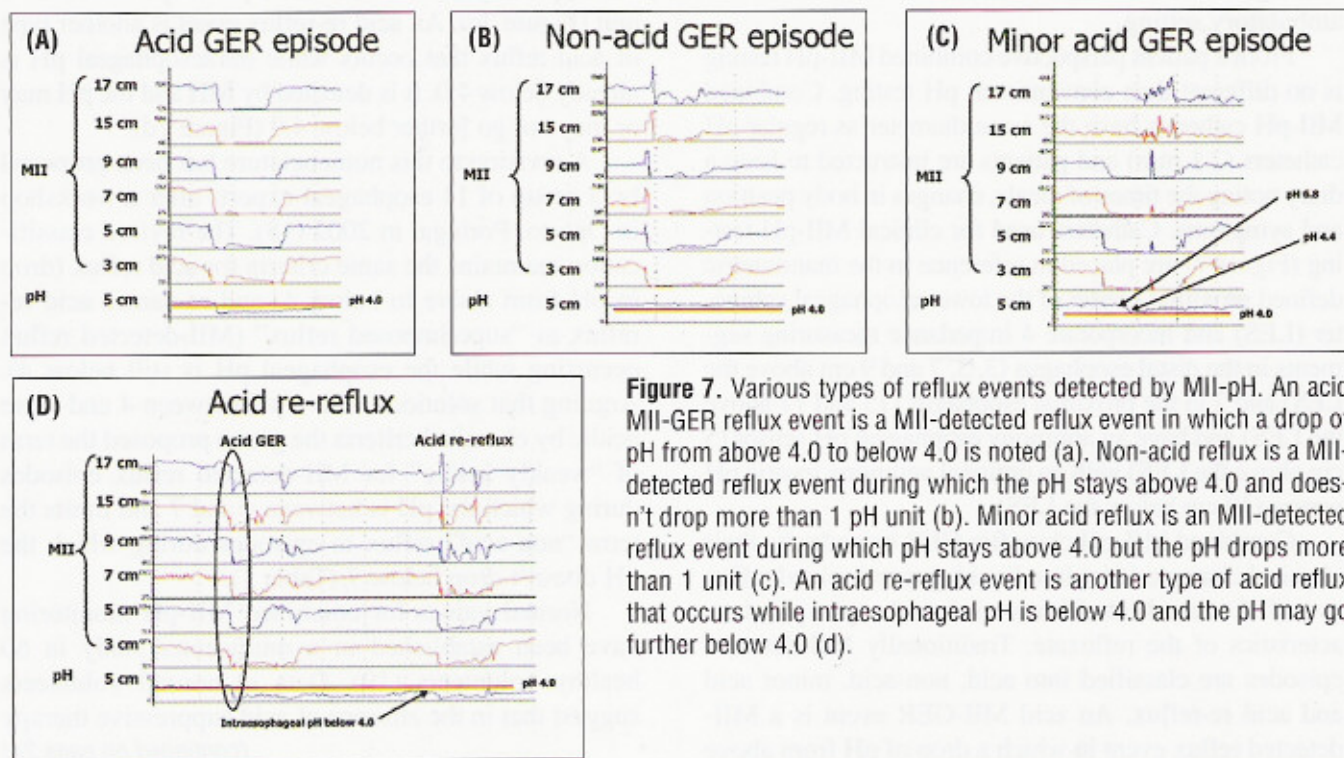 (A)
Acid GER episode
17 cm
15 cm
9 cm
MII
7 cm
5 cm
3 cm
pH
5 cm
pH 4.0
(B)
Non-acid GER episode
17 cm
15 cm
9 cm
MII
7 cm
5 cm
3 cm
pH
5 cm
pH 4.0
(C)
Minor acid GER episode
17 cm
15 cm
9 cm
MII
7 cm
5 cm
3 cm
pH
5 cm
pH 6.8
pH 4.4
pH 4.0
(D)
Acid re-reflux
Acid GER
Acid re-reflux
17 cm
15 cm
9 cm
MII
7 cm
5 cm
3 cm
pH
5 cm
pH 4.0
Intraesophageal pH below 4.0
Figure 7. Various types of reflux events detected by MII-pH. An acid
MII-GER reflux event is a MII-detected reflux event in which a drop of
pH from above 4.0 to below 4.0 is noted (a). Non-acid reflux is a MII-
detected reflux event during which the pH stays above 4.0 and does-
n't drop more than 1 pH unit (b). Minor acid reflux is an MII-detected
reflux event during which pH stays above 4.0 but the pH drops more
than 1 unit (c). An acid re-reflux event is another type of acid reflux
that occurs while intraesophageal pH is below 4.0 and the pH may go
further below 4.0 (d).